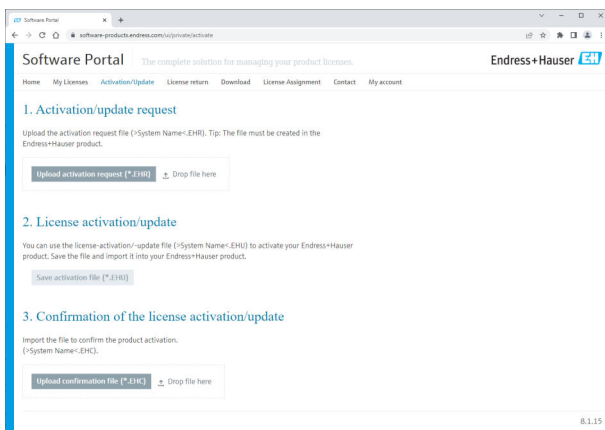 Software Portal
software-products.endress.com/ui/private/activate
Software Portal The complete solution for managing your product licenses.
Endress+Hauser EH
Home My Licenses Activation/Update License return Download License Assignment Contact My account
1. Activation/update request
Upload the activation request file (>System Name<.EHR). Tip: The file must be created in the
Endress+Hauser product.
Upload activation request (*.EHR) Drop file here
2. License activation/update
You can use the license-activation/-update file (>System Name<.EHU) to activate your Endress+Hauser
product. Save the file and import it into your Endress+Hauser product.
Save activation file (*.EHU)
3. Confirmation of the license activation/update
Import the file to confirm the product activation.
(>System Name<.EHC).
Upload confirmation file (*.EHC) Drop file here
8.1.15